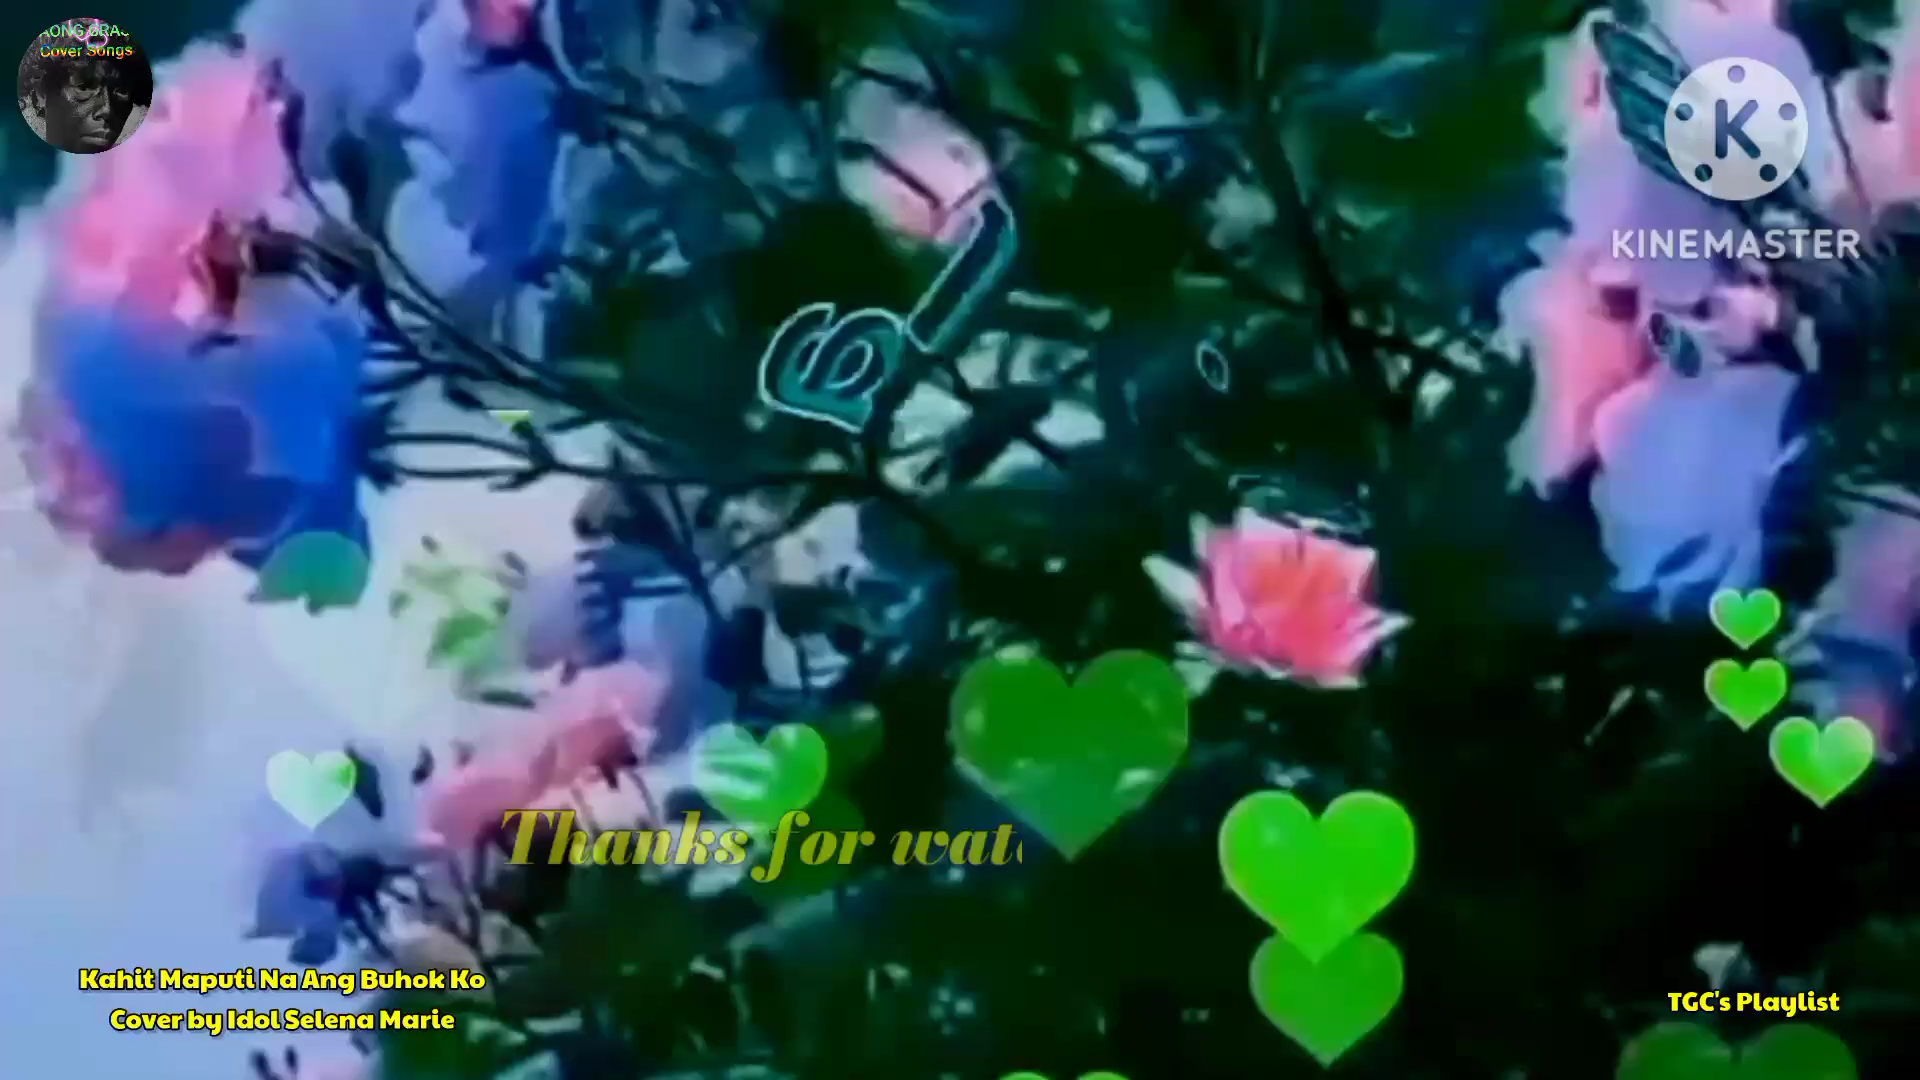 Cover Songs
K
KINEMASTER
Thanks for wat
Kahit Maputi Na Ang Buhok Ko
Cover by Idol Selena Marie
TGC's Playlist